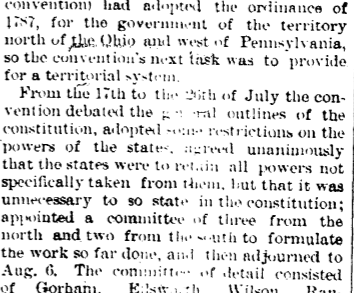 convention) had adopted the ordinance of
1787, for the government of the territory
north of the Ohio and west of Pennsylvania,
so the convention's next task was to provide
for a territorial system.
From the 17th to the 26th of July the con-
vention debated the general outlines of the
constitution, adopted some restrictions on the
powers of the states, agreed unanimously
that the states were to retain all powers not
specifically taken from them, but that it was
unnecessary to so state in the constitution;
appointed a committee of three from the
north and two from the south to formulate
the work so far done, and then adjourned to
Aug. 6. The committee of detail consisted
of Gorham, Ellsworth Wilson Ran-